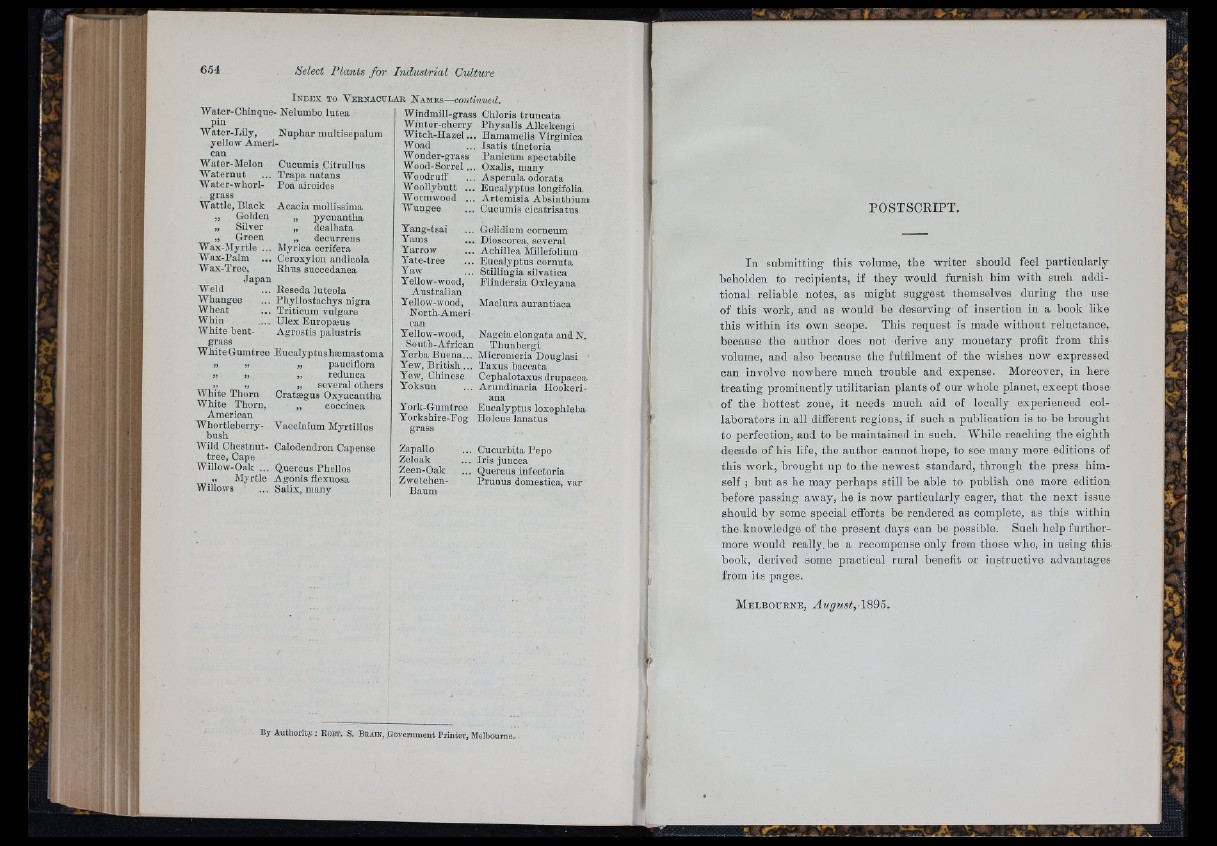 654 Select Plants for Industrial Culture
INDEX TO VERNACULAR NAMES—continued.
Water-Chinque- Nelumbo lutea
pin
Water-Lily, Nuphar multisepalum
yellow Ameri-
can
Water-Melon Cucumis Citrullus
Waternut ... Trapa natans
Water-whorl- Poa airoides
grass
Wattle, Black Acacia mollissima
„ Golden „ pycnantha
„ Silver „ dealbata
„ Green „ decurrens
Wax-Myrtle ... Myrica cerifera
Wax-Palm ... Ceroxylon andicola
Wax-Tree, Rhus succedanea
Japan
Weld ... Reseda luteola
Whangee ... Phyllostachys nigra
Wheat ... Triticum vulgare
Whin ... Ulex Europæus
White bent- Agrostis palustris
grass
White Gumtree Eucalyptus hæmastoma
„ „ „ pauciflora
„ „ „ redunca
„ „ „ several others
White Thorn Cratægus Oxyacantha
White Thorn, „ coccinea
American
Whortleberry- Vaccinium Myrtillus
bush
Wild Chestnut- Calodendron Capense
tree, Cape
Willow-Oak ... Quercus Phellos
„ Myrtle Agonis flexuosa
Willows ... Salix, many
Windmill-grass Chloris truncata
Winter-cherry Physalis Alkekengi
Witch-Hazel ... Hamamelis Virginica
Woad ... Isatis tinctoria
Wonder-grass Panicum spectabile
Wood-Sorrel ... Oxalis, many
Woodruff ... Asperula odorata
Woollybutt ... Eucalyptus longifolia
Wormwood ... Artemisia Absinthium
Wungee ... Cucumis cicatrisatus
Yang-tsai ... Gelidium corneum
Yams ... Dioscorea, several
Yarrow ... Achillea Millefolium
Yate-tree ... Eucalyptus cornuta
Yaw ... Stillingia silvatica
Yellow-wood, Flindersia Oxleyana
Australian
Yellow-wood, Maclura aurantiaca
North-Ameri-
can
Yellow-wood, Nageia elongata and N.
South-African Thunbergi
Yerba Buena... Micromeria Douglasi
Yew, British... Taxus baccata
Yew, Chinese Cephalotaxus drupacea
Yoksun ... Arundinaria Hookeri-
ana
York-Gumtree Eucalyptus loxophleba
Yorkshire-Fog Holcus lanatus
grass
Zapallo ... Cucurbita Pepo
Zeloak ... Iris juncea
Zeen-Oak ... Quercus infectoria
Zwetchen- Prunus domestica, var
Baum
By Authority: ROBT. S. BRAIN, Government Printer, Melbourne.
POSTSCRIPT.
In submitting this volume, the writer should feel particularly
beholden to recipients, if they would furnish him with such addi-
tional reliable notes, as might suggest themselves during the use
of this work, and as would be deserving of insertion in a book like
this within its own scope. This request is made without reluctance,
because the author does not derive any monetary profit from this
volume, and also because the fulfilment of the wishes now expressed
can involve nowhere much trouble and expense. Moreover, in here
treating prominently utilitarian plants of our whole planet, except those
of the hottest zone, it needs much aid of locally experienced col-
laborators in all different regions, if such a publication is to be brought
to perfection, and to be maintained in such. While reaching the eighth
decade of his life, the author cannot hope, to see many more editions of
this work, brought up to the newest standard, through the press him-
self ; but as he may perhaps still be able to publish one more edition
before passing away, he is now particularly eager, that the next issue
should by some special efforts be rendered as complete, as this within
the knowledge of the present days can be possible. Such help further-
more would really be a recompense only from those who, in using this
book, derived some practical rural benefit or instructive advantages
from its pages.
MELBOURNE, August, 1895.